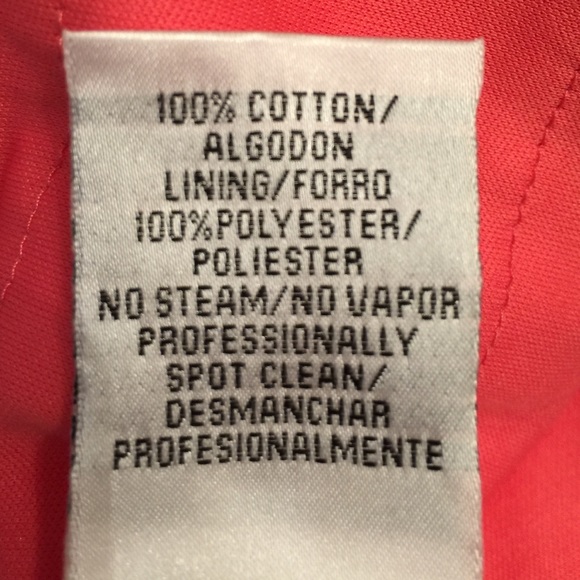 100% COTTON/
ALGODON
LINING/FORRO
100%POLYESTER/
POLIESTER
NO STEAM/NO VAPOR
PROFESSIONALLY
SPOT CLEAN/
DESMANCHAR
PROFESIONALMENTE